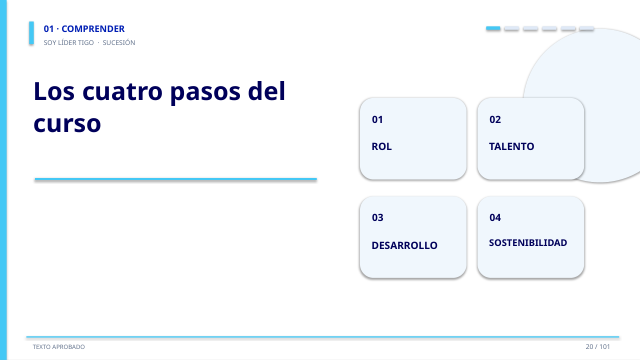 01 · COMPRENDER
SOY LÍDER TIGO · SUCESIÓN
Los cuatro pasos del
curso
01
ROL
02
TALENTO
03
DESARROLLO
04
SOSTENIBILIDAD
TEXTO APROBADO
20 / 101